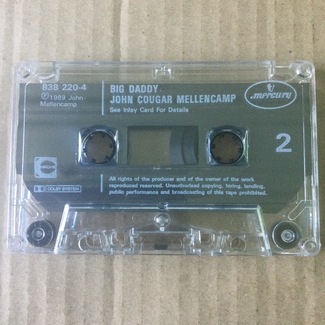 838 220-4
℗1989 John
Mellencamp
BIG DADDY
JOHN COUGAR MELLENCAMP
See Inlay Card For Details
mercury
2
DOLBY SYSTEM
All rights of the producer and of the owner of the work
reproduced reserved. Unauthorised copying, hiring, lending,
public performance and broadcasting of this tape prohibited.